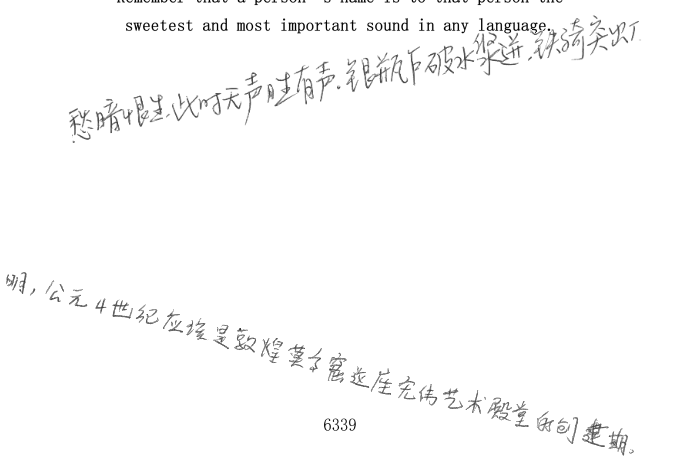 Remember that a person's name is to that person the
sweetest and most important sound in any language.
愁暗恨生,此时无声胜有声.银瓶乍破水浆迸,铁骑突出刀
明,公元4世纪应该是敦煌莫高窟这座宏伟艺术殿堂的创建期。
6339